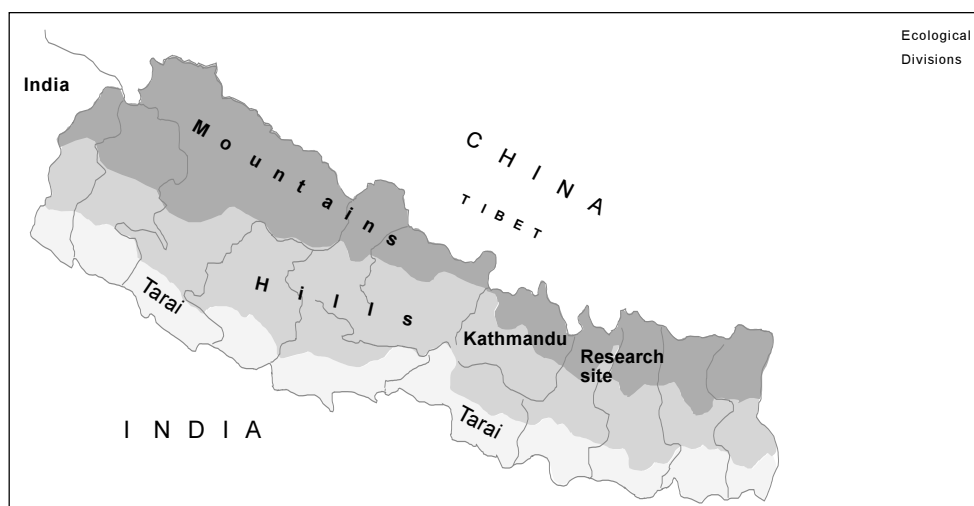 Ecological
Divisions
India
Mountains
CHINA
TIBET
Tarai
Hills
Kathmandu
Research
site
INDIA
Tarai